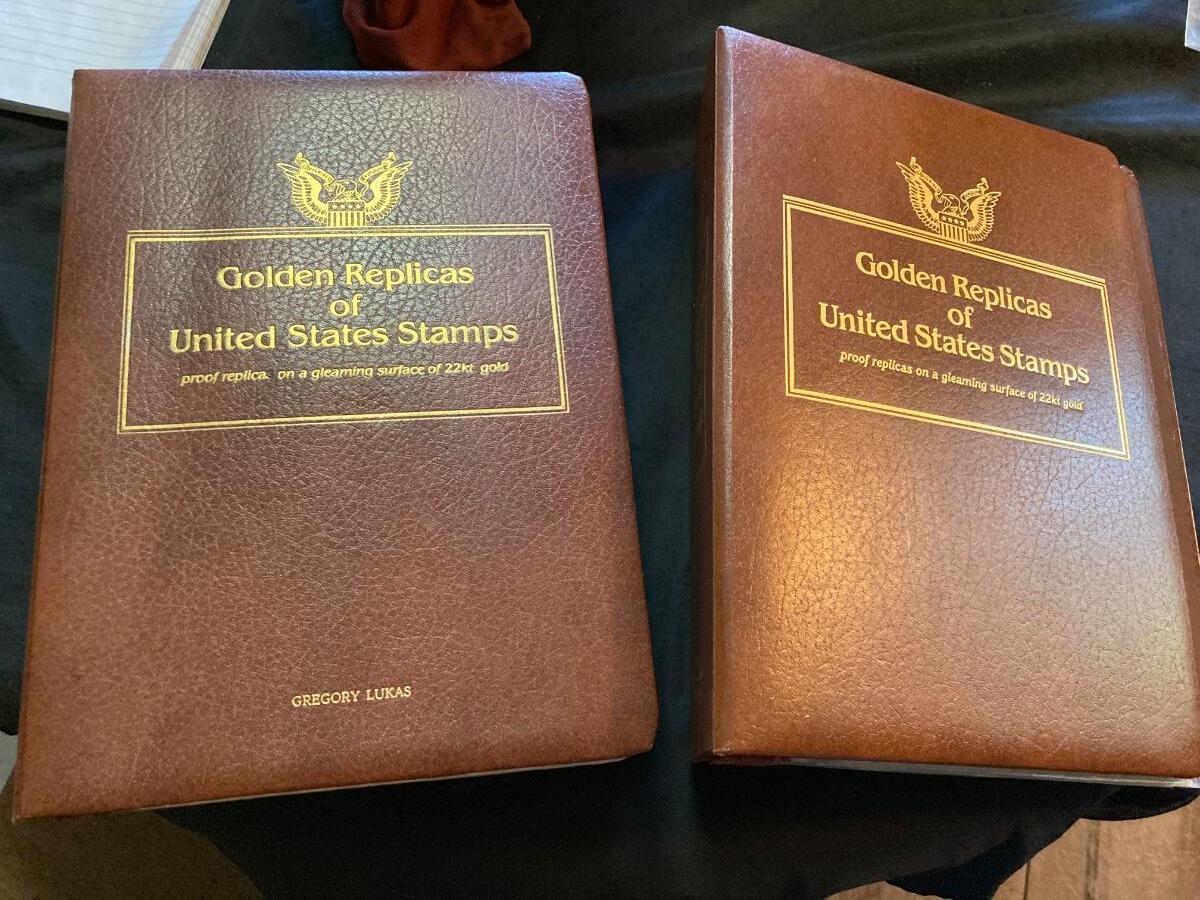 Golden Replicas
of
United States Stamps
proof replica. on a gleaming surface of 22kt gold
GREGORY LUKAS
Golden Replicas
of
United States Stamps
proof replicas on a gleaming surface of 22kt gold